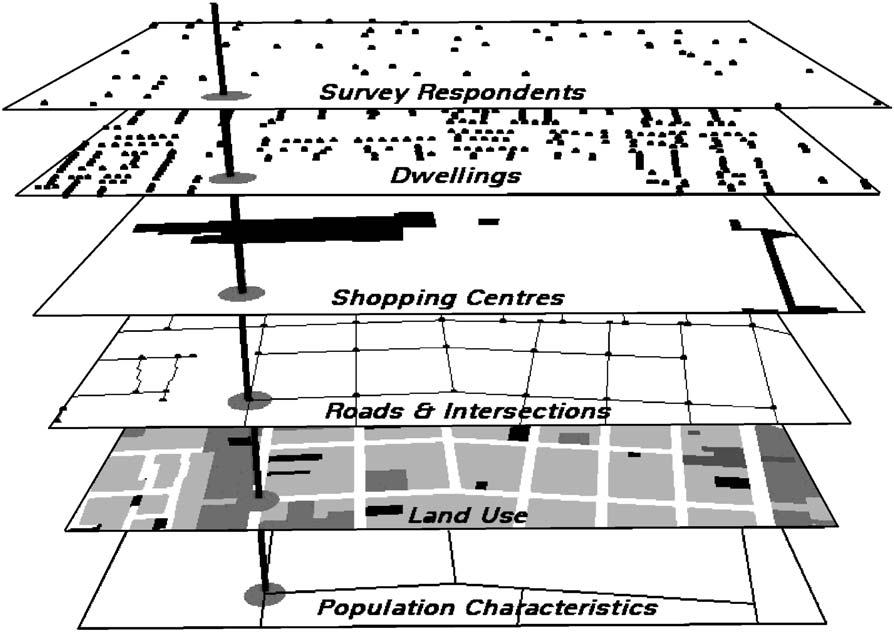 Survey Respondents
Dwellings
Shopping Centres
Roads & Intersections
Land Use
Population Characteristics